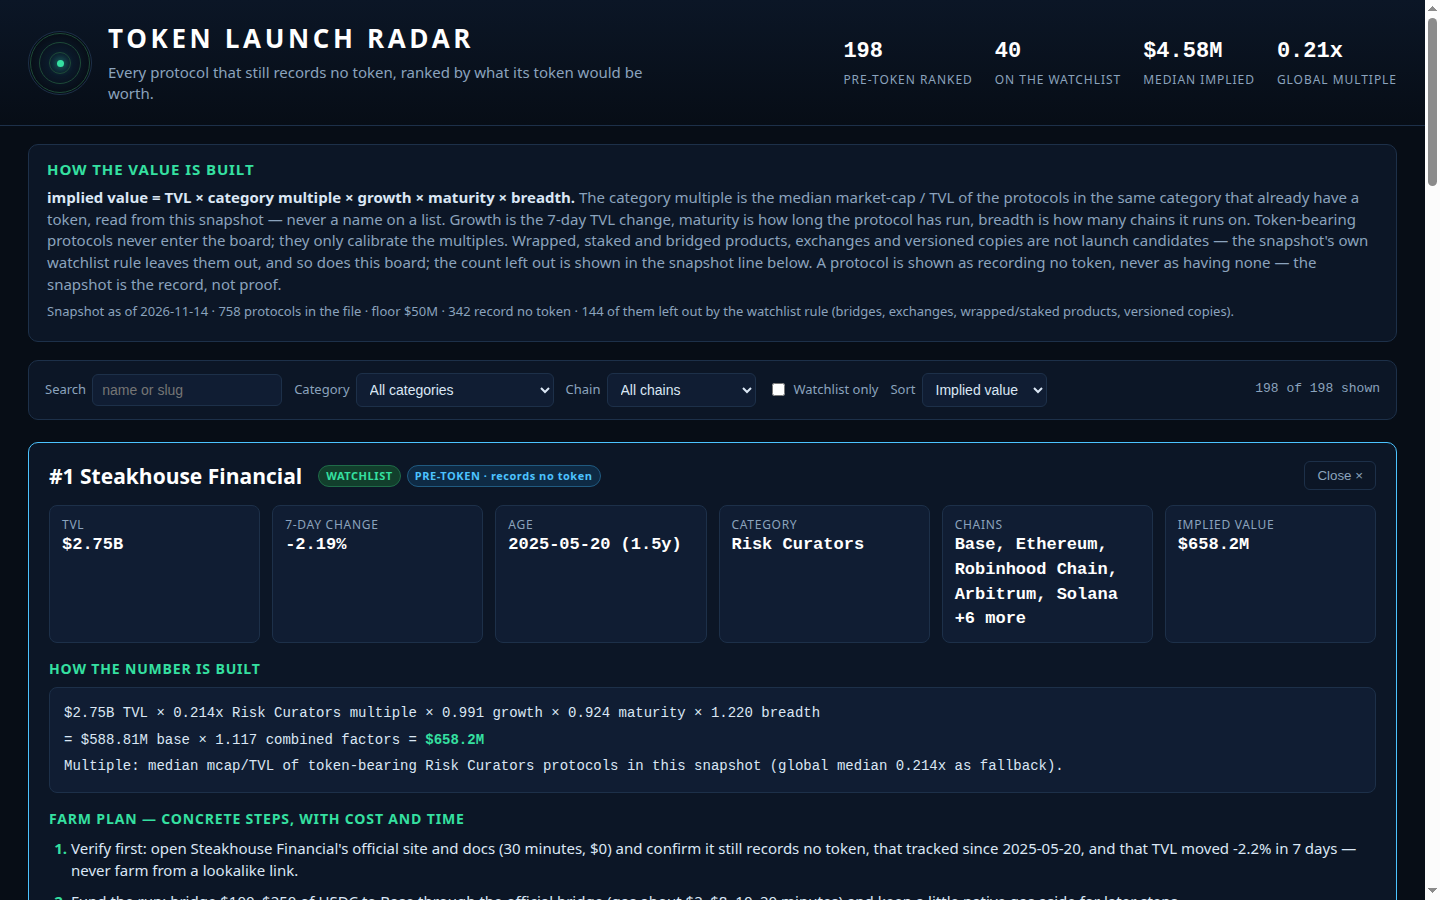 TOKEN LAUNCH RADAR
Every protocol that still records no token, ranked by what its token would be
worth.
198
PRE-TOKEN RANKED
40
ON THE WATCHLIST
$4.58M
MEDIAN IMPLIED
0.21x
GLOBAL MULTIPLE
HOW THE VALUE IS BUILT
implied value = TVL × category multiple × growth × maturity × breadth. The category multiple is the median market-cap / TVL of the protocols in the same category that already have a
token, read from this snapshot — never a name on a list. Growth is the 7-day TVL change, maturity is how long the protocol has run, breadth is how many chains it runs on. Token-bearing
protocols never enter the board; they only calibrate the multiples. Wrapped, staked and bridged products, exchanges and versioned copies are not launch candidates — the snapshot's own
watchlist rule leaves them out, and so does this board; the count left out is shown in the snapshot line below. A protocol is shown as recording no token, never as having none — the
snapshot is the record, not proof.
Snapshot as of 2026-11-14 · 758 protocols in the file · floor $50M · 342 record no token · 144 of them left out by the watchlist rule (bridges, exchanges, wrapped/staked products, versioned copies).
Search name or slug Category All categories Chain All chains Watchlist only Sort Implied value 198 of 198 shown
#1 Steakhouse Financial WATCHLIST PRE-TOKEN · records no token Close ×
TVL
$2.75B
7-DAY CHANGE
-2.19%
AGE
2025-05-20 (1.5y)
CATEGORY
Risk Curators
CHAINS
Base, Ethereum,
Robinhood Chain,
Arbitrum, Solana
+6 more
IMPLIED VALUE
$658.2M
HOW THE NUMBER IS BUILT
$2.75B TVL × 0.214x Risk Curators multiple × 0.991 growth × 0.924 maturity × 1.220 breadth
= $588.81M base × 1.117 combined factors = $658.2M
Multiple: median mcap/TVL of token-bearing Risk Curators protocols in this snapshot (global median 0.214x as fallback).
FARM PLAN — CONCRETE STEPS, WITH COST AND TIME
1. Verify first: open Steakhouse Financial's official site and docs (30 minutes, $0) and confirm it still records no token, that tracked since 2025-05-20, and that TVL moved -2.2% in 7 days —
never farm from a lookalike link.